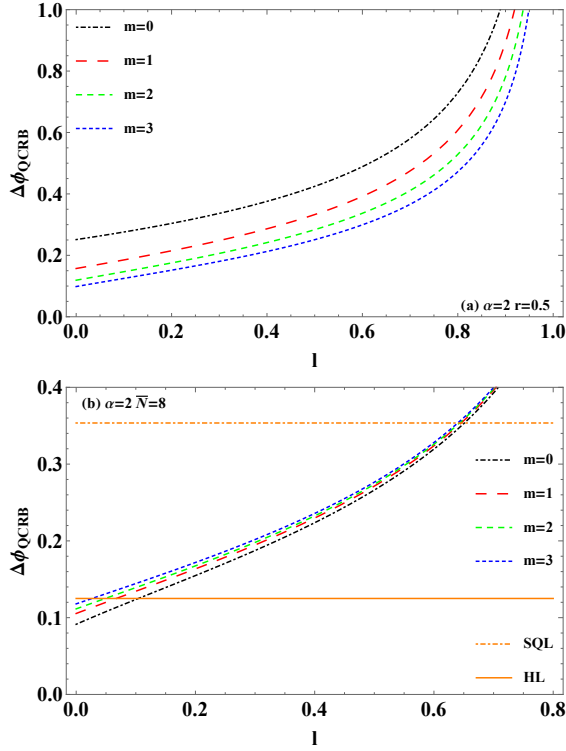 1.0
0.8
0.6
0.4
0.2
0.0
ΔϕQCRB
m=0
m=1
m=2
m=3
(a) α=2 r=0.5
0.0 0.2 0.4 0.6 0.8 1.0
l
0.4
0.3
0.2
0.1
0.0
ΔϕQCRB
(b) α=2 N̅=8
m=0
m=1
m=2
m=3
SQL
HL
0.0 0.2 0.4 0.6 0.8
l